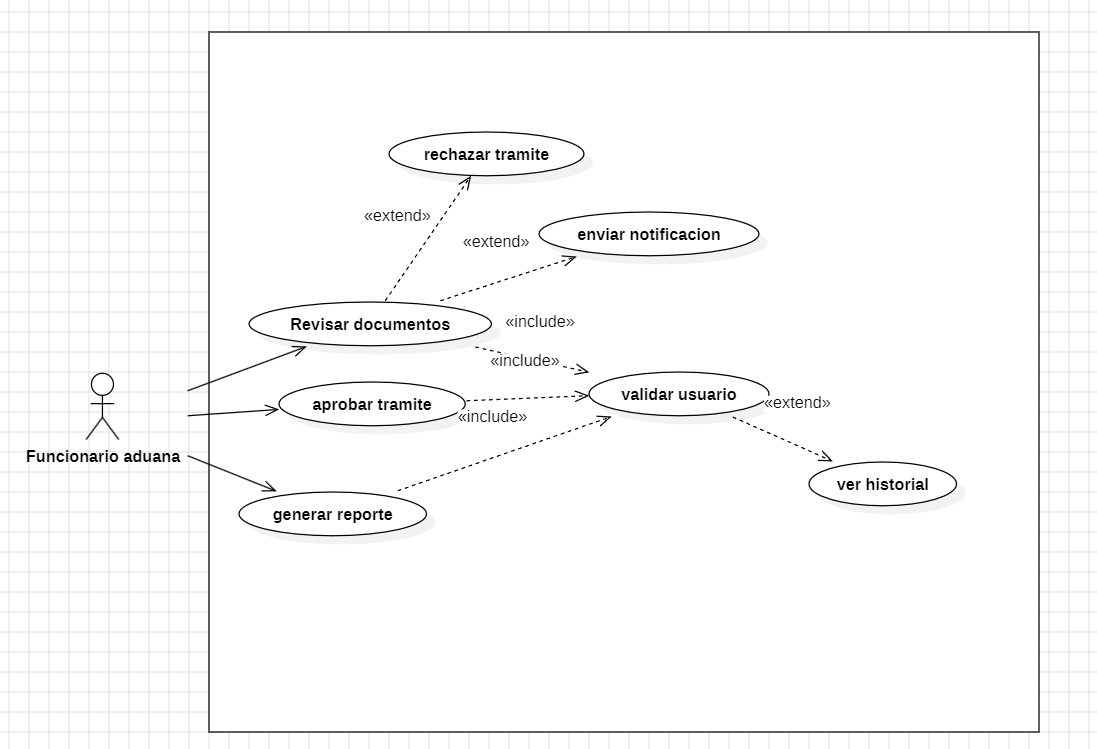 rechazar tramite
«extend»
enviar notificacion
«extend»
Revisar documentos
«include»
«include»
validar usuario
aprobar tramite
«include»
«extend»
Funcionario aduana
ver historial
generar reporte